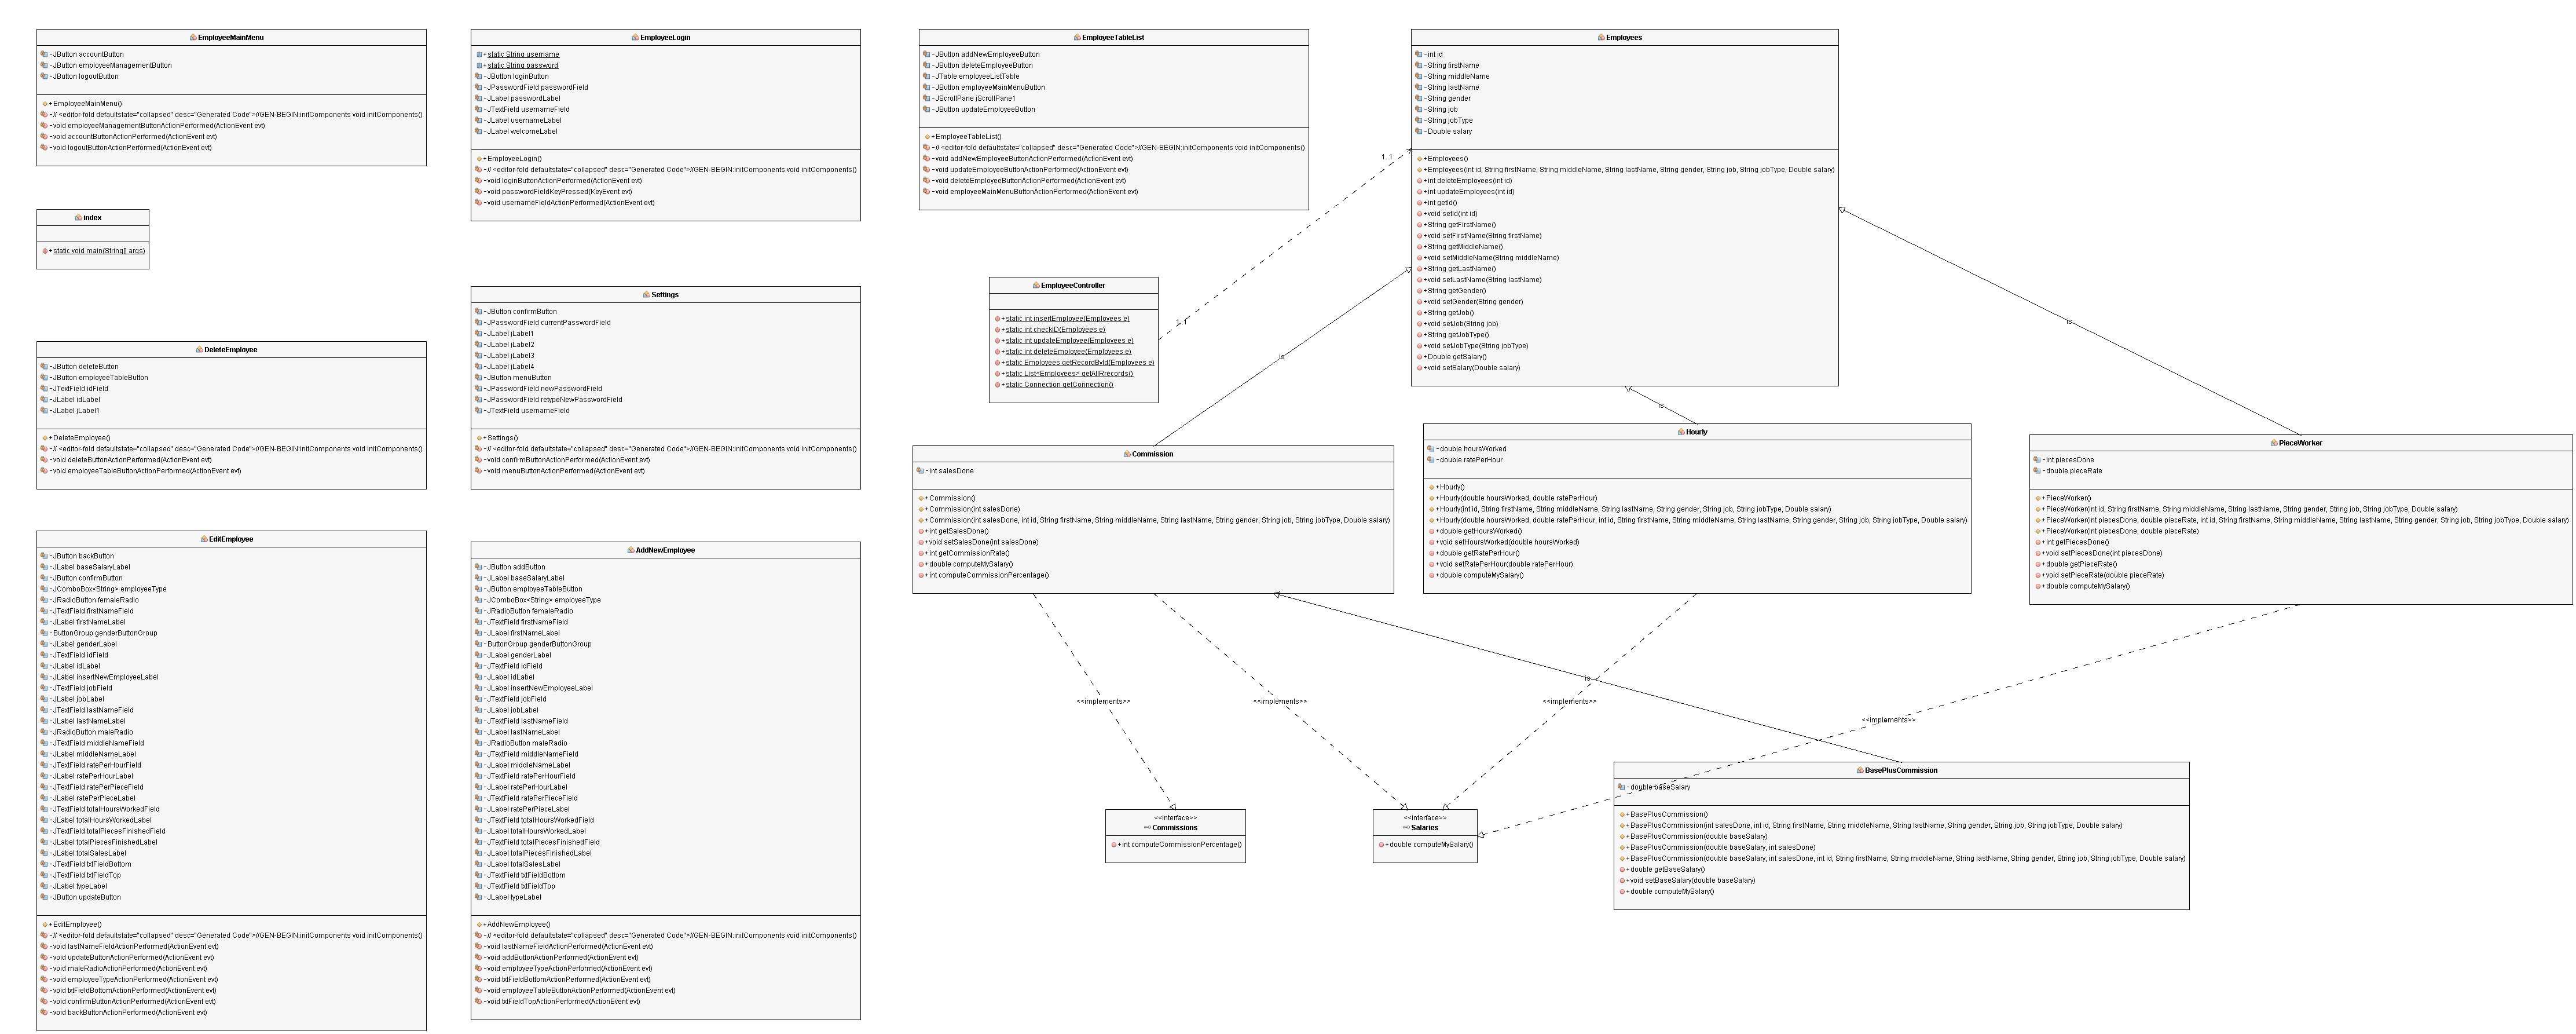 EmployeeMainMenu
-JButton accountButton
-JButton employeeManagementButton
-JButton logoutButton
+EmployeeMainMenu()
-// <editor-fold defaultstate="collapsed" desc="Generated Code">//GEN-BEGIN:initComponents void initComponents()
-void employeeManagementButtonActionPerformed(ActionEvent evt)
-void accountButtonActionPerformed(ActionEvent evt)
-void logoutButtonActionPerformed(ActionEvent evt)
index
+static void main(String[] args)
DeleteEmployee
-JButton deleteButton
-JButton employeeTableButton
-JTextField idField
-JLabel idLabel
-JLabel jLabel1
+DeleteEmployee()
-// <editor-fold defaultstate="collapsed" desc="Generated Code">//GEN-BEGIN:initComponents void initComponents()
-void deleteButtonActionPerformed(ActionEvent evt)
-void employeeTableButtonActionPerformed(ActionEvent evt)
EditEmployee
-JButton backButton
-JLabel baseSalaryLabel
-JButton confirmButton
-JComboBox<String> employeeType
-JRadioButton femaleRadio
-JTextField firstNameField
-JLabel firstNameLabel
-ButtonGroup genderButtonGroup
-JLabel genderLabel
-JTextField idField
-JLabel idLabel
-JLabel insertNewEmployeeLabel
-JTextField jobField
-JLabel jobLabel
-JTextField lastNameField
-JLabel lastNameLabel
-JRadioButton maleRadio
-JTextField middleNameField
-JLabel middleNameLabel
-JTextField ratePerHourField
-JLabel ratePerHourLabel
-JTextField ratePerPieceField
-JLabel ratePerPieceLabel
-JTextField totalHoursWorkedField
-JLabel totalHoursWorkedLabel
-JTextField totalPiecesFinishedField
-JLabel totalPiecesFinishedLabel
-JLabel totalSalesLabel
-JTextField txtFieldBottom
-JTextField txtFieldTop
-JLabel typeLabel
-JButton updateButton
+EditEmployee()
-// <editor-fold defaultstate="collapsed" desc="Generated Code">//GEN-BEGIN:initComponents void initComponents()
-void lastNameFieldActionPerformed(ActionEvent evt)
-void updateButtonActionPerformed(ActionEvent evt)
-void maleRadioActionPerformed(ActionEvent evt)
-void employeeTypeActionPerformed(ActionEvent evt)
-void txtFieldBottomActionPerformed(ActionEvent evt)
-void confirmButtonActionPerformed(ActionEvent evt)
-void backButtonActionPerformed(ActionEvent evt)
EmployeeLogin
+static String username
+static String password
-JButton loginButton
-JPasswordField passwordField
-JLabel passwordLabel
-JTextField usernameField
-JLabel usernameLabel
-JLabel welcomeLabel
+EmployeeLogin()
-// <editor-fold defaultstate="collapsed" desc="Generated Code">//GEN-BEGIN:initComponents void initComponents()
-void loginButtonActionPerformed(ActionEvent evt)
-void passwordFieldKeyPressed(KeyEvent evt)
-void usernameFieldActionPerformed(ActionEvent evt)
Settings
-JButton confirmButton
-JPasswordField currentPasswordField
-JLabel jLabel1
-JLabel jLabel2
-JLabel jLabel3
-JLabel jLabel4
-JButton menuButton
-JPasswordField newPasswordField
-JPasswordField retypeNewPasswordField
-JTextField usernameField
+Settings()
-// <editor-fold defaultstate="collapsed" desc="Generated Code">//GEN-BEGIN:initComponents void initComponents()
-void confirmButtonActionPerformed(ActionEvent evt)
-void menuButtonActionPerformed(ActionEvent evt)
AddNewEmployee
-JButton addButton
-JLabel baseSalaryLabel
-JButton employeeTableButton
-JComboBox<String> employeeType
-JRadioButton femaleRadio
-JTextField firstNameField
-JLabel firstNameLabel
-ButtonGroup genderButtonGroup
-JLabel genderLabel
-JTextField idField
-JLabel idLabel
-JLabel insertNewEmployeeLabel
-JTextField jobField
-JLabel jobLabel
-JTextField lastNameField
-JLabel lastNameLabel
-JRadioButton maleRadio
-JTextField middleNameField
-JLabel middleNameLabel
-JTextField ratePerHourField
-JLabel ratePerHourLabel
-JTextField ratePerPieceField
-JLabel ratePerPieceLabel
-JTextField totalHoursWorkedField
-JLabel totalHoursWorkedLabel
-JTextField totalPiecesFinishedField
-JLabel totalPiecesFinishedLabel
-JLabel totalSalesLabel
-JTextField txtFieldBottom
-JTextField txtFieldTop
-JLabel typeLabel
+AddNewEmployee()
-// <editor-fold defaultstate="collapsed" desc="Generated Code">//GEN-BEGIN:initComponents void initComponents()
-void lastNameFieldActionPerformed(ActionEvent evt)
-void addButtonActionPerformed(ActionEvent evt)
-void employeeTypeActionPerformed(ActionEvent evt)
-void txtFieldBottomActionPerformed(ActionEvent evt)
-void employeeTableButtonActionPerformed(ActionEvent evt)
-void txtFieldTopActionPerformed(ActionEvent evt)
EmployeeTableList
-JButton addNewEmployeeButton
-JButton deleteEmployeeButton
-JTable employeeListTable
-JButton employeeMainMenuButton
-JScrollPane jScrollPane1
-JButton updateEmployeeButton
+EmployeeTableList()
-// <editor-fold defaultstate="collapsed" desc="Generated Code">//GEN-BEGIN:initComponents void initComponents()
-void addNewEmployeeButtonActionPerformed(ActionEvent evt)
-void updateEmployeeButtonActionPerformed(ActionEvent evt)
-void deleteEmployeeButtonActionPerformed(ActionEvent evt)
-void employeeMainMenuButtonActionPerformed(ActionEvent evt)
EmployeeController
+static int insertEmployee(Employees e)
+static int checkID(Employees e)
+static int updateEmployee(Employees e)
+static int deleteEmployee(Employees e)
+static Employees getRecordById(Employees e)
+static List<Employees> getAllRrecords()
+static Connection getConnection()
1..1
1..1
Employees
-int id
-String firstName
-String middleName
-String lastName
-String gender
-String job
-String jobType
-Double salary
+Employees()
+Employees(int id, String firstName, String middleName, String lastName, String gender, String job, String jobType, Double salary)
+int deleteEmployees(int id)
+int updateEmployees(int id)
+int getId()
+void setId(int id)
+String getFirstName()
+void setFirstName(String firstName)
+String getMiddleName()
+void setMiddleName(String middleName)
+String getLastName()
+void setLastName(String lastName)
+String getGender()
+void setGender(String gender)
+String getJob()
+void setJob(String job)
+String getJobType()
+void setJobType(String jobType)
+Double getSalary()
+void setSalary(Double salary)
is
is
is
Commission
-int salesDone
+Commission()
+Commission(int salesDone)
+Commission(int salesDone, int id, String firstName, String middleName, String lastName, String gender, String job, String jobType, Double salary)
+int getSalesDone()
+void setSalesDone(int salesDone)
+int getCommissionRate()
+double computeMySalary()
+int computeCommissionPercentage()
Hourly
-double hoursWorked
-double ratePerHour
+Hourly()
+Hourly(double hoursWorked, double ratePerHour)
+Hourly(int id, String firstName, String middleName, String lastName, String gender, String job, String jobType, Double salary)
+Hourly(double hoursWorked, double ratePerHour, int id, String firstName, String middleName, String lastName, String gender, String job, String jobType, Double salary)
+double getHoursWorked()
+void setHoursWorked(double hoursWorked)
+double getRatePerHour()
+void setRatePerHour(double ratePerHour)
+double computeMySalary()
PieceWorker
-int piecesDone
-double pieceRate
+PieceWorker()
+PieceWorker(int id, String firstName, String middleName, String lastName, String gender, String job, String jobType, Double salary)
+PieceWorker(int piecesDone, double pieceRate, int id, String firstName, String middleName, String lastName, String gender, String job, String jobType, Double salary)
+PieceWorker(int piecesDone, double pieceRate)
+int getPiecesDone()
+void setPiecesDone(int piecesDone)
+double getPieceRate()
+void setPieceRate(double pieceRate)
+double computeMySalary()
is
<<implements>>
<<implements>>
<<implements>>
<<implements>>
<<interface>>
Commissions
+int computeCommissionPercentage()
<<interface>>
Salaries
+double computeMySalary()
BasePlusCommission
-double baseSalary
+BasePlusCommission()
+BasePlusCommission(int salesDone, int id, String firstName, String middleName, String lastName, String gender, String job, String jobType, Double salary)
+BasePlusCommission(double baseSalary)
+BasePlusCommission(double baseSalary, int salesDone)
+BasePlusCommission(double baseSalary, int salesDone, int id, String firstName, String middleName, String lastName, String gender, String job, String jobType, Double salary)
+double getBaseSalary()
+void setBaseSalary(double baseSalary)
+double computeMySalary()